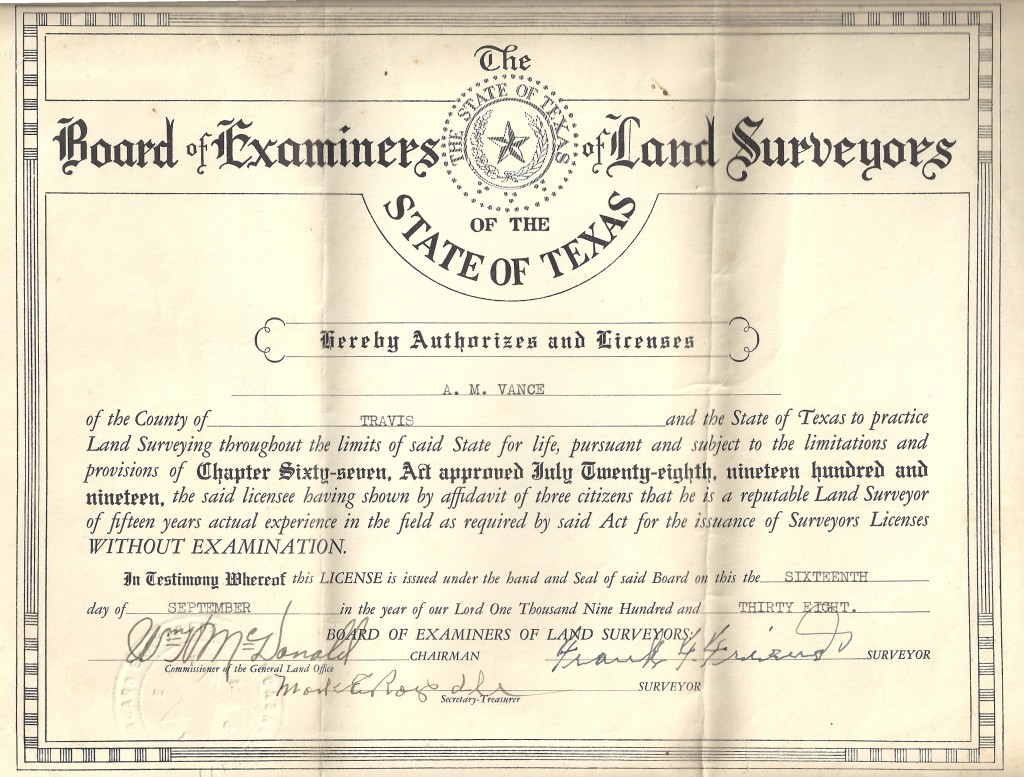 The
THE STATE OF TEXAS
Board of Examiners of Land Surveyors
OF THE
STATE OF TEXAS
Hereby Authorizes and Licenses
A. M. VANCE
of the County of TRAVIS and the State of Texas to practice
Land Surveying throughout the limits of said State for life, pursuant and subject to the limitations and
provisions of Chapter Sixty-seven, Act approved July Twenty-eighth, nineteen hundred and
nineteen, the said licensee having shown by affidavit of three citizens that he is a reputable Land Surveyor
of fifteen years actual experience in the field as required by said Act for the issuance of Surveyors Licenses
WITHOUT EXAMINATION.
In Testimony Whereof this LICENSE is issued under the hand and Seal of said Board on this the SIXTEENTH
day of SEPTEMBER in the year of our Lord One Thousand Nine Hundred and THIRTY EIGHT.
BOARD OF EXAMINERS OF LAND SURVEYORS:
Wm H McDonald CHAIRMAN Frank SURVEYOR
Commissioner of the General Land Office
SURVEYOR
Secretary-Treasurer